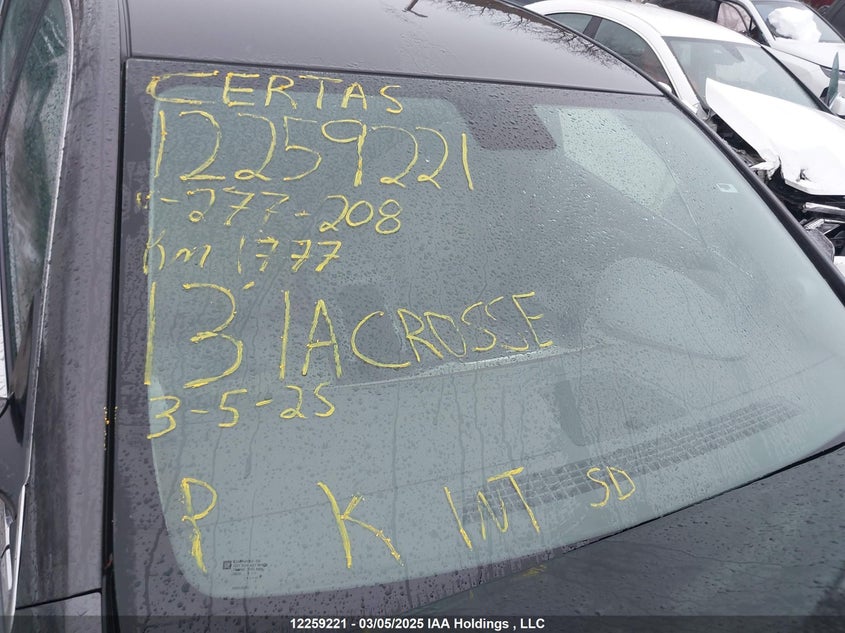 CERTAS
12259221
-277-208
Km 1777
13' LACROSSE
3-5-25
P K INT SD
12259221 - 03/05/2025 IAA Holdings , LLC